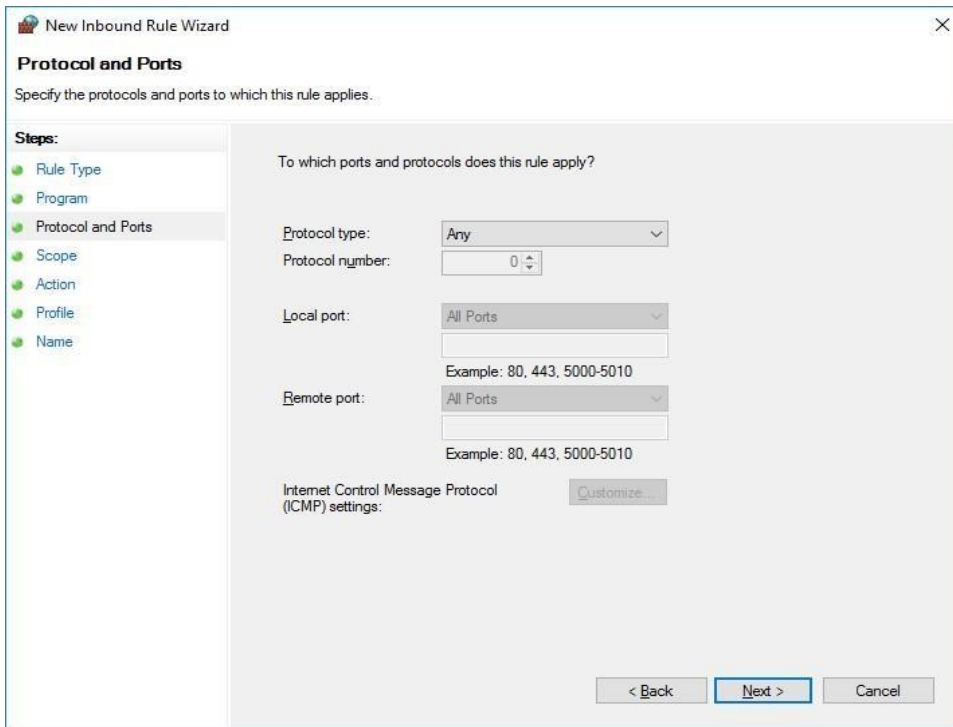 New Inbound Rule Wizard
Protocol and Ports
Specify the protocols and ports to which this rule applies.
Steps:
Rule Type
Program
Protocol and Ports
Scope
Action
Profile
Name
To which ports and protocols does this rule apply?
Protocol type: Any
Protocol number: 0
Local port: All Ports
Example: 80, 443, 5000-5010
Remote port: All Ports
Example: 80, 443, 5000-5010
Internet Control Message Protocol
(ICMP) settings: Customize...
< Back Next > Cancel